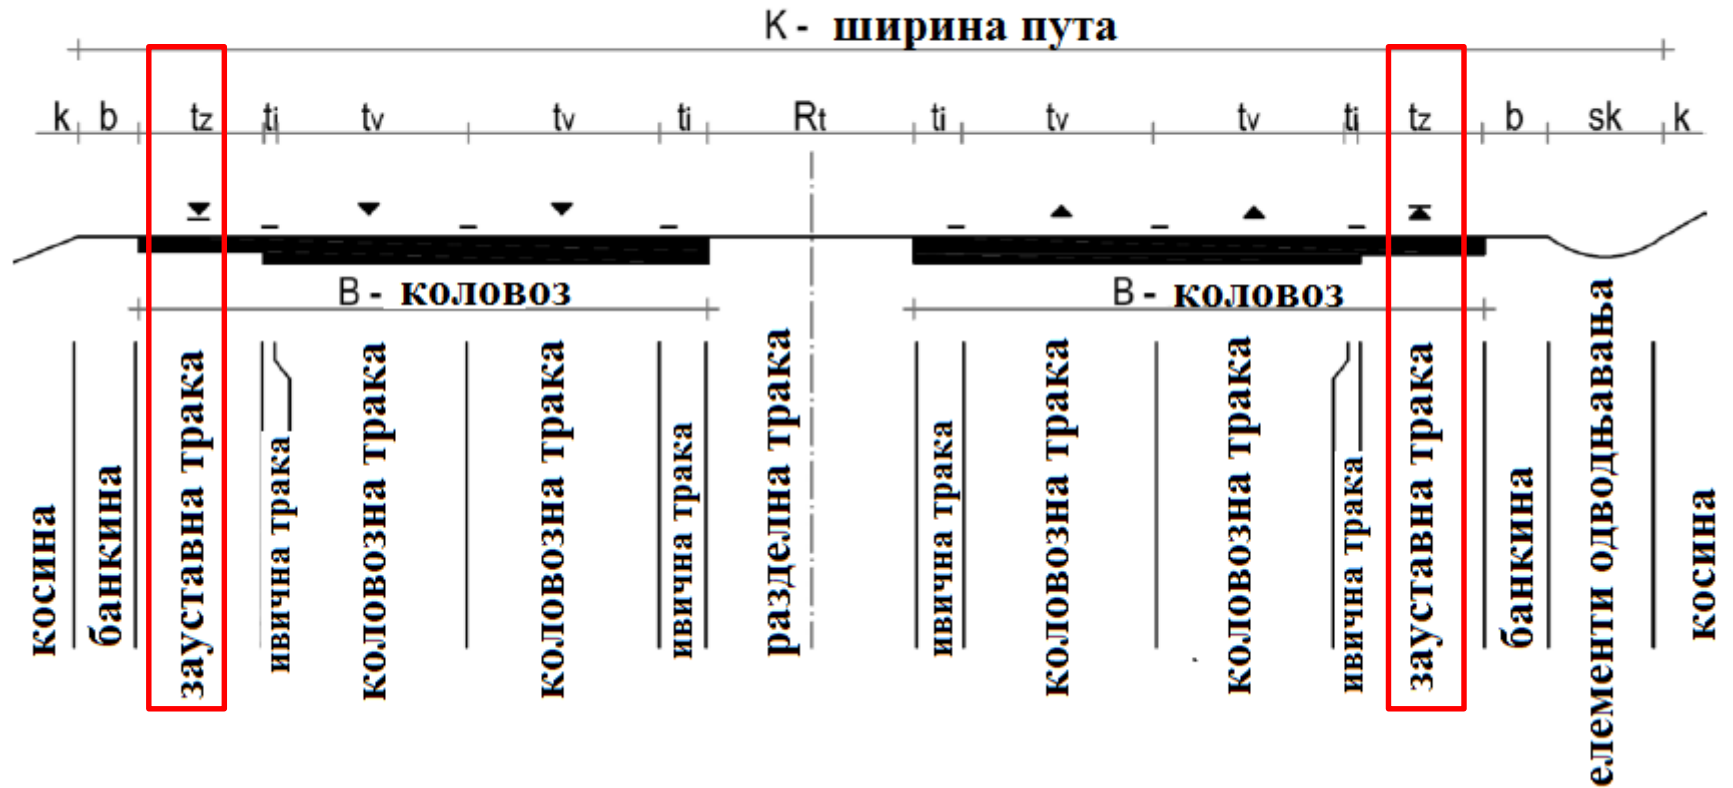 K - ширина пута
k b tz ti tv tv ti Rt ti tv tv ti tz b sk k
B - коловоз
B - коловоз
косина
банкина
зауставна трака
ивична трака
коловозна трака
коловозна трака
ивична трака
разделна трака
ивична трака
коловозна трака
коловозна трака
ивична трака
зауставна трака
банкина
елементи одводњавања
косина